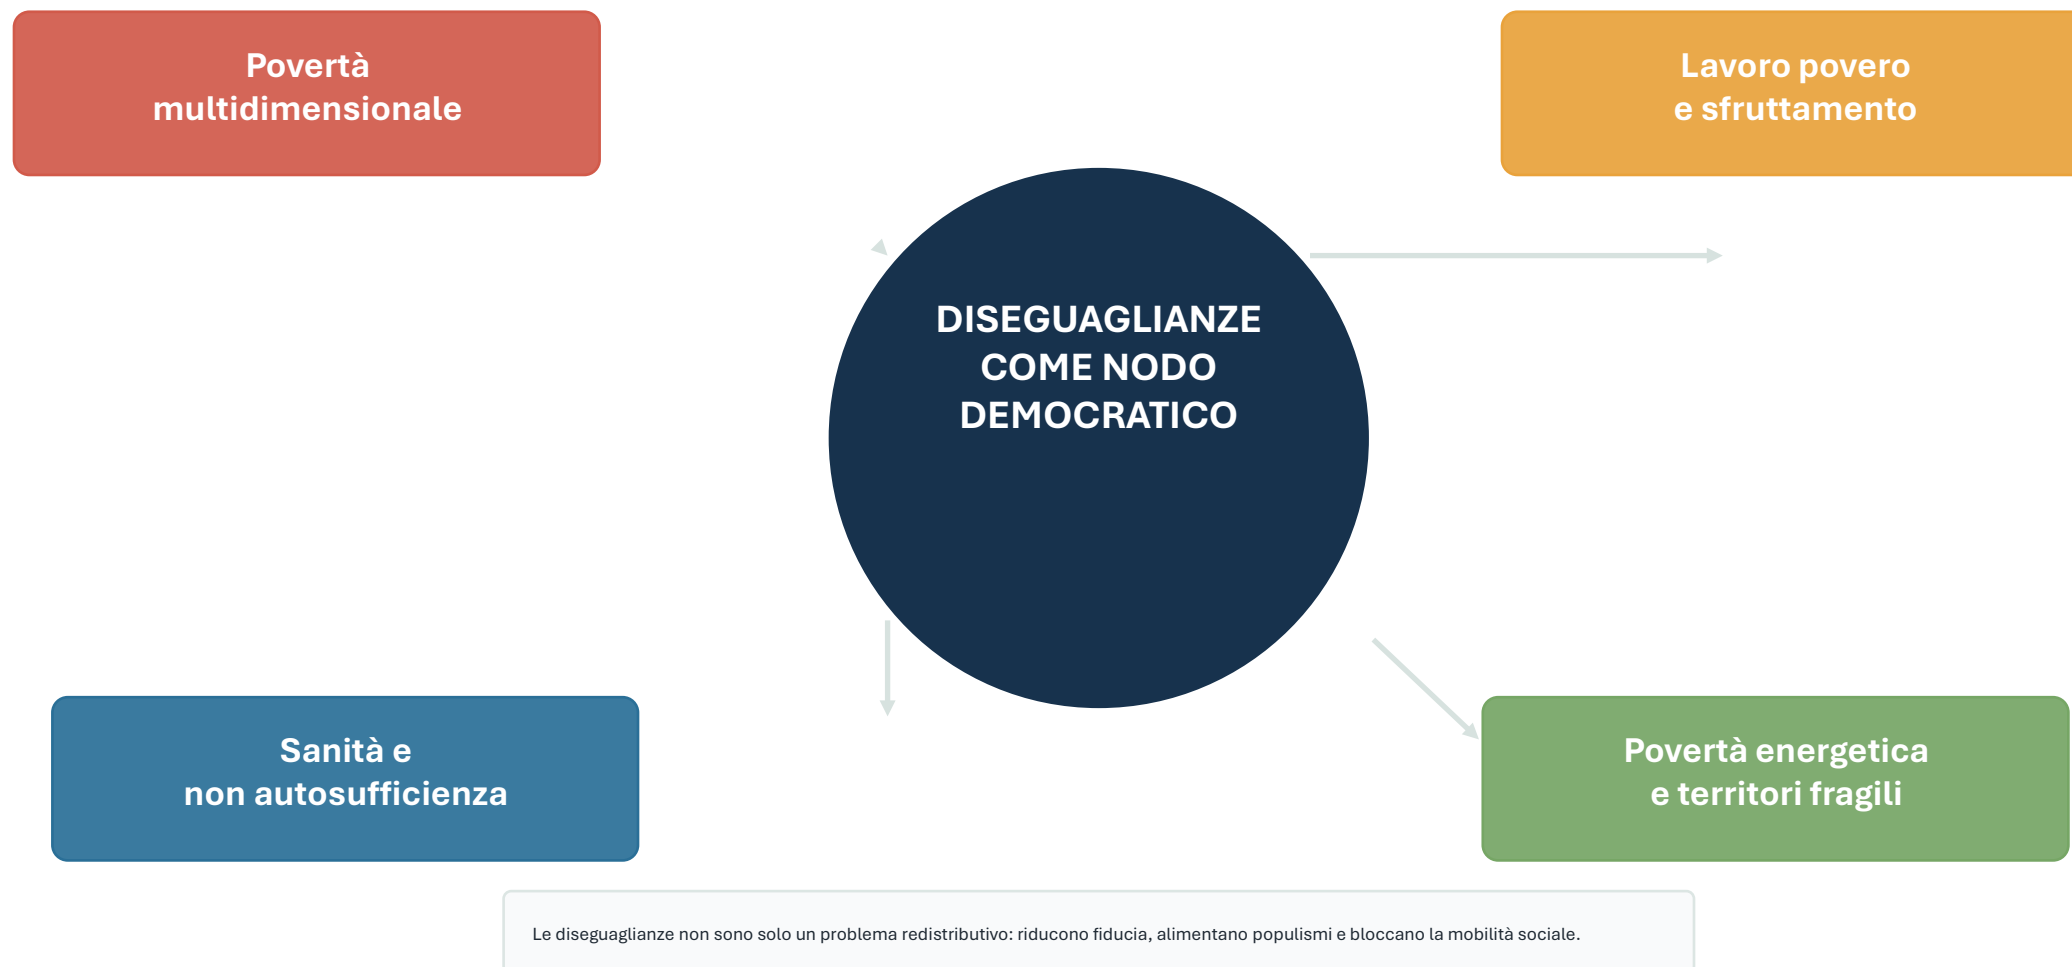 Povertà
multidimensionale
Lavoro povero
e sfruttamento
DISEGUAGLIANZE
COME NODO
DEMOCRATICO
Sanità e
non autosufficienza
Povertà energetica
e territori fragili
Le diseguaglianze non sono solo un problema redistributivo: riducono fiducia, alimentano populismi e bloccano la mobilità sociale.